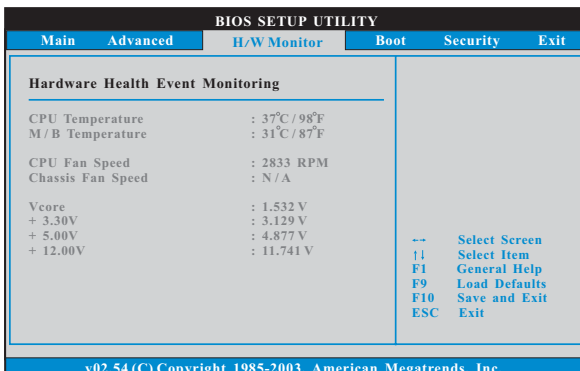 BIOS SETUP UTILITY
Main Advanced H/W Monitor Boot Security Exit
Hardware Health Event Monitoring
CPU Temperature : 37°C / 98°F
M / B Temperature : 31°C / 87°F
CPU Fan Speed : 2833 RPM
Chassis Fan Speed : N / A
Vcore : 1.532 V
+ 3.30V : 3.129 V
+ 5.00V : 4.877 V
+ 12.00V : 11.741 V
←→ Select Screen
↑↓ Select Item
F1 General Help
F9 Load Defaults
F10 Save and Exit
ESC Exit
v02.54 (C) Copyright 1985-2003, American Megatrends, Inc.